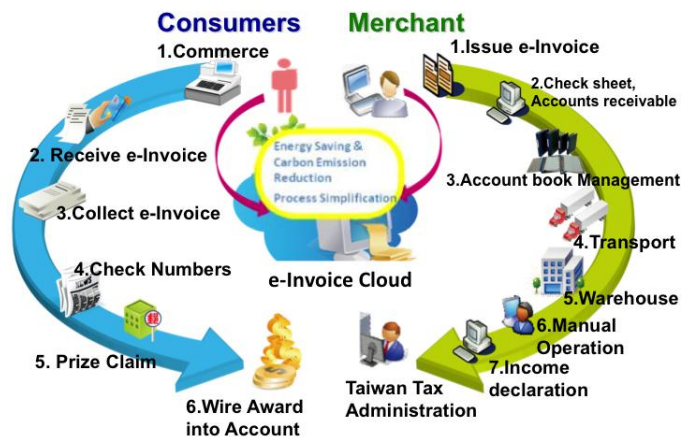 Consumers
Merchant
1.Commerce
2. Receive e-Invoice
3.Collect e-Invoice
4.Check Numbers
5. Prize Claim
6.Wire Award
into Account
Energy Saving &
Carbon Emission
Reduction
Process Simplification
e-Invoice Cloud
1.Issue e-Invoice
2.Check sheet,
Accounts receivable
3.Account book Management
4.Transport
5.Warehouse
6.Manual
Operation
7.Income
declaration
Taiwan Tax
Administration